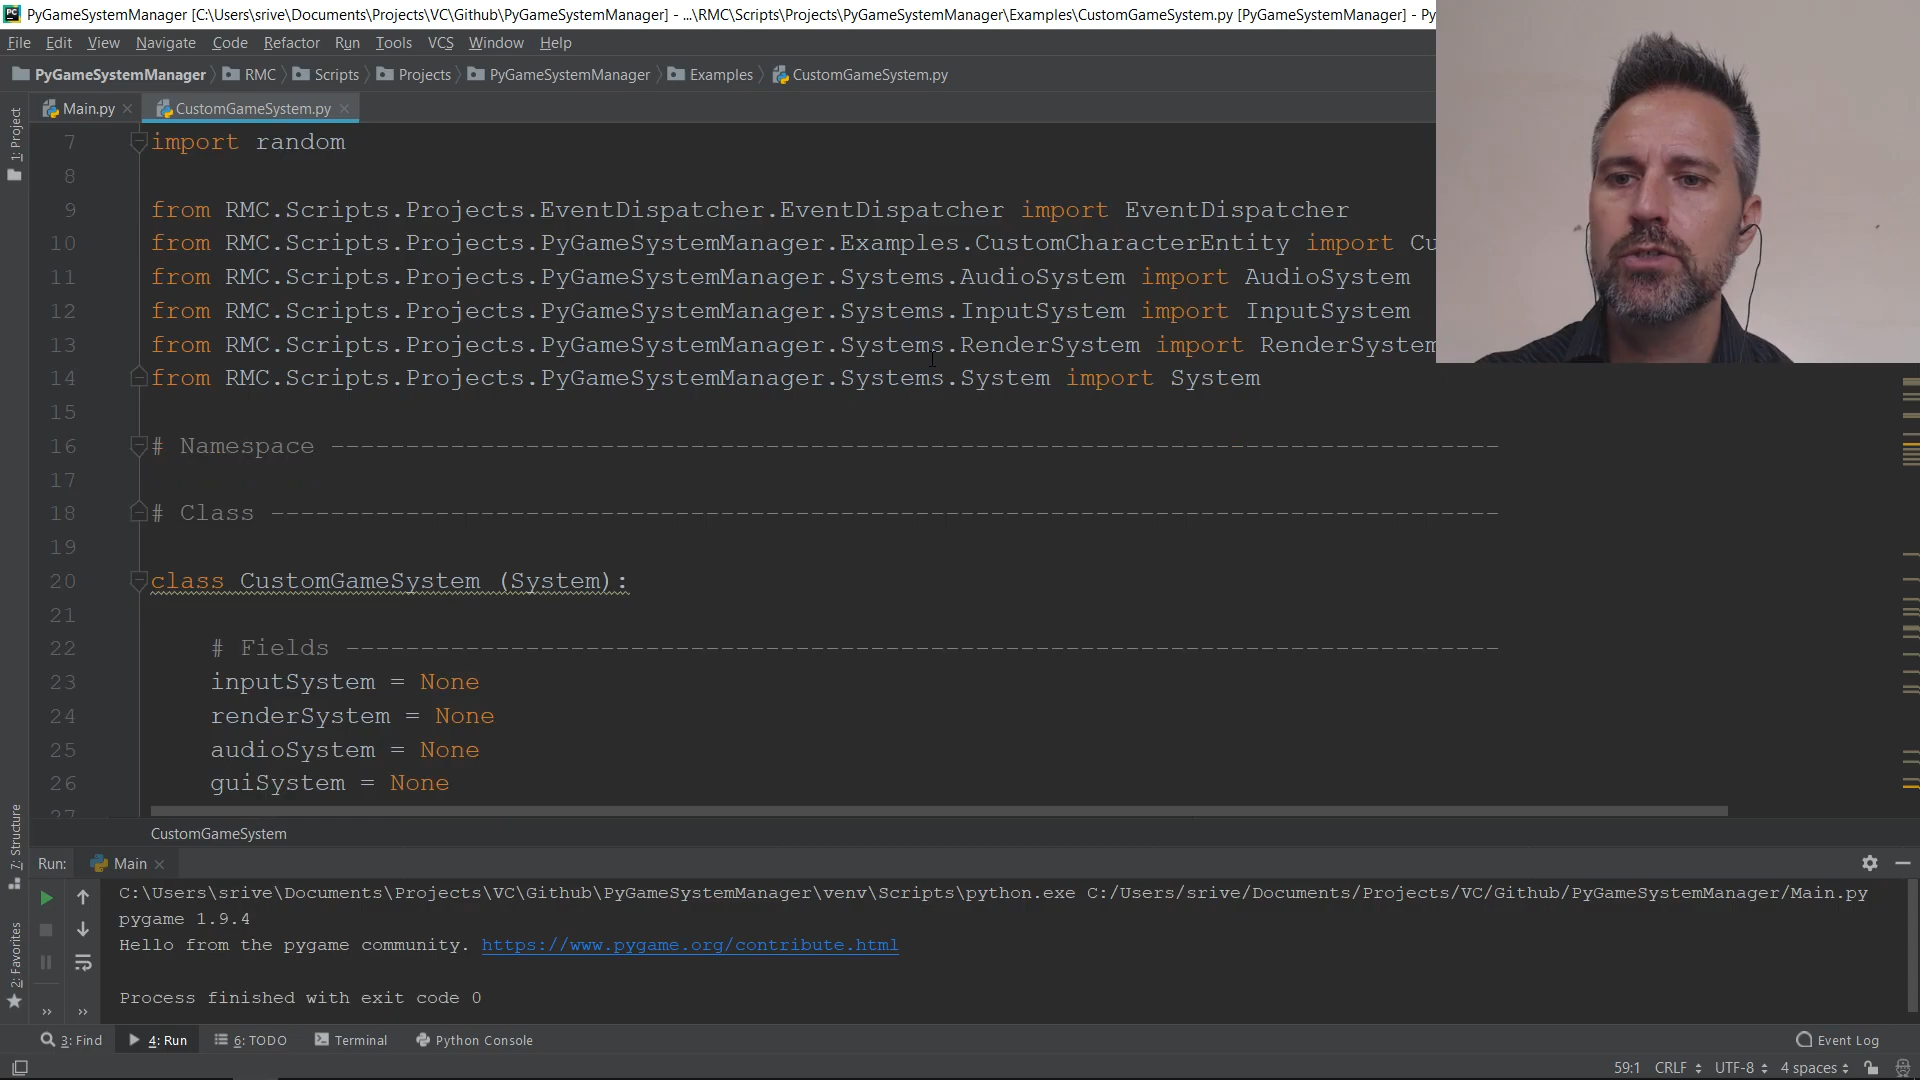 PyGameSystemManager [C:\Users\srive\Documents\Projects\VC\Github\PyGameSystemManager] - ...\RMC\Scripts\Projects\PyGameSystemManager\Examples\CustomGameSystem.py [PyGameSystemManager] - Py
File Edit View Navigate Code Refactor Run Tools VCS Window Help
PyGameSystemManager RMC Scripts Projects PyGameSystemManager Examples CustomGameSystem.py
Main.py CustomGameSystem.py
1: Project
7 import random
8
9 from RMC.Scripts.Projects.EventDispatcher.EventDispatcher import EventDispatcher
10 from RMC.Scripts.Projects.PyGameSystemManager.Examples.CustomCharacterEntity import Cu
11 from RMC.Scripts.Projects.PyGameSystemManager.Systems.AudioSystem import AudioSystem
12 from RMC.Scripts.Projects.PyGameSystemManager.Systems.InputSystem import InputSystem
13 from RMC.Scripts.Projects.PyGameSystemManager.Systems.RenderSystem import RenderSystem
14 from RMC.Scripts.Projects.PyGameSystemManager.Systems.System import System
15
16 # Namespace ------------------------------------------------------------------------------
17
18 # Class ----------------------------------------------------------------------------------
19
20 class CustomGameSystem (System):
21
22 # Fields -----------------------------------------------------------------------------
23 inputSystem = None
24 renderSystem = None
25 audioSystem = None
26 guiSystem = None
27
7: Structure
CustomGameSystem
Run: Main
C:\Users\srive\Documents\Projects\VC\Github\PyGameSystemManager\venv\Scripts\python.exe C:/Users/srive/Documents/Projects/VC/Github/PyGameSystemManager/Main.py
pygame 1.9.4
Hello from the pygame community. https://www.pygame.org/contribute.html
Process finished with exit code 0
2: Favorites
3: Find 4: Run 6: TODO Terminal Python Console Event Log
59:1 CRLF UTF-8 4 spaces